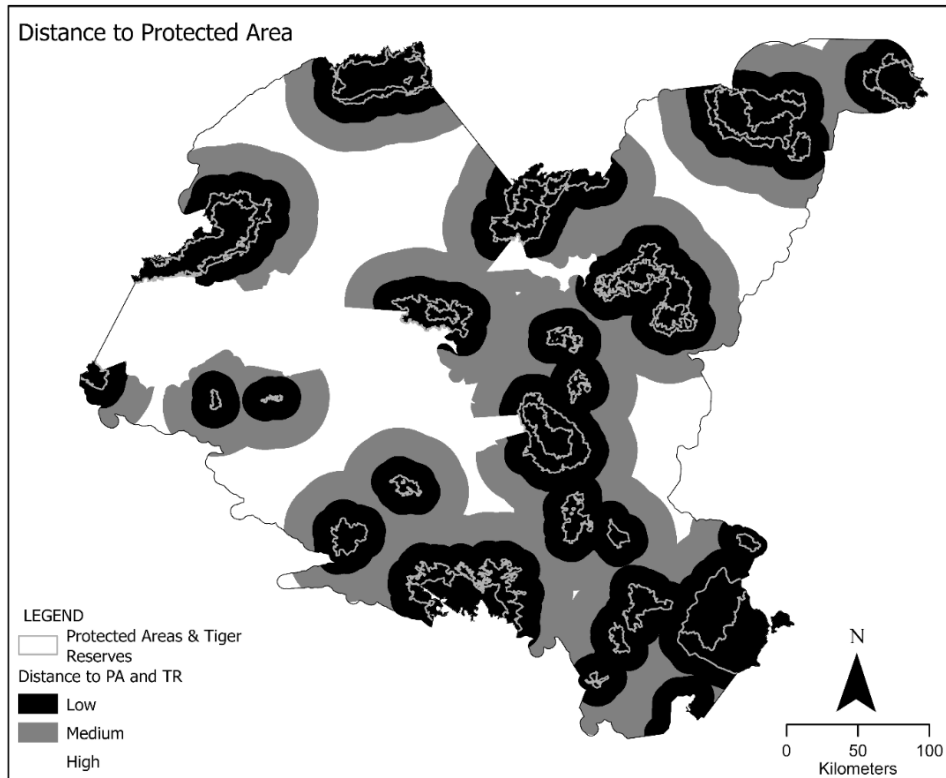 Distance to Protected Area
LEGEND
Protected Areas & Tiger
Reserves
Distance to PA and TR
Low
Medium
High
N
0 50 100
Kilometers